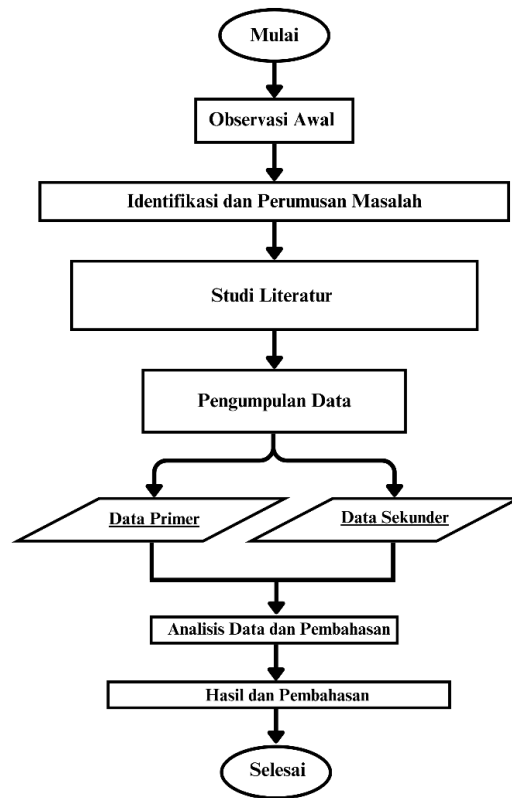 Mulai
Observasi Awal
Identifikasi dan Perumusan Masalah
Studi Literatur
Pengumpulan Data
Data Primer
Data Sekunder
Analisis Data dan Pembahasan
Hasil dan Pembahasan
Selesai